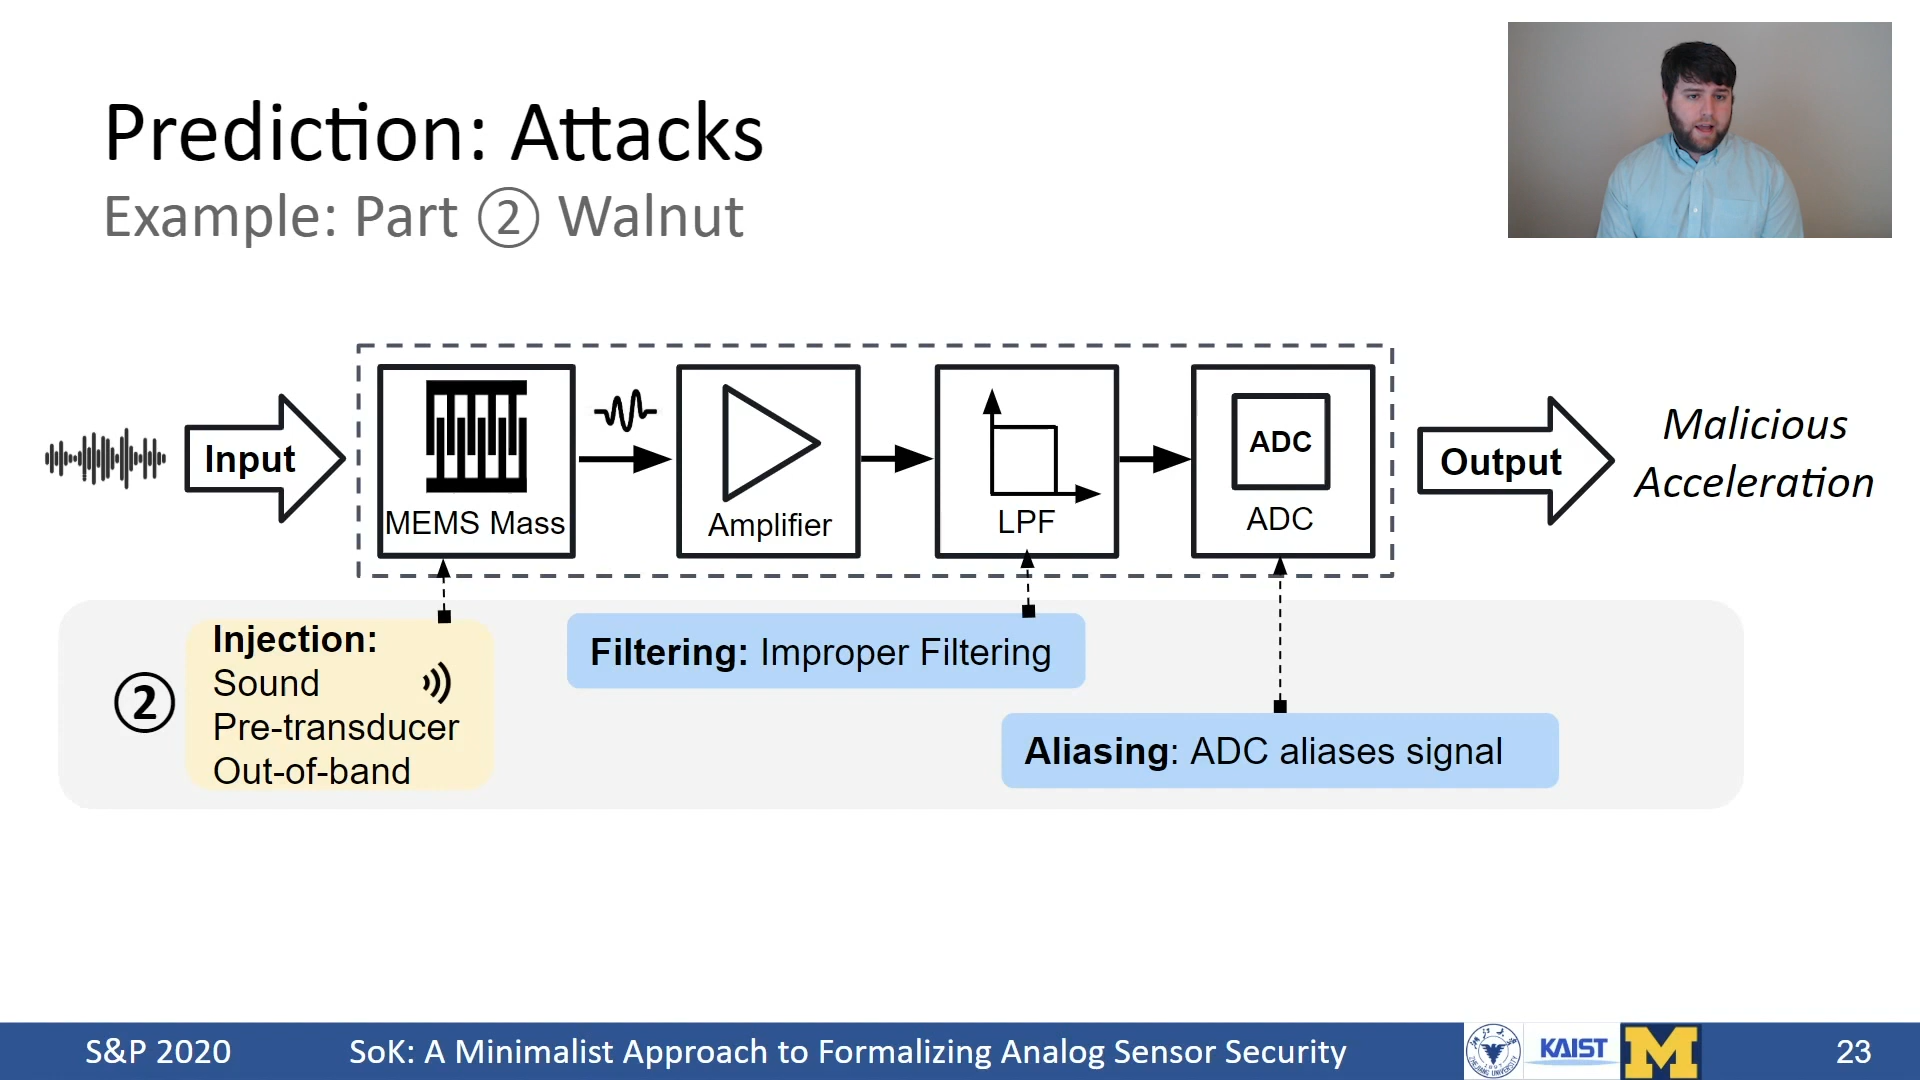 Prediction: Attacks
Example: Part ② Walnut
Input
MEMS Mass
Amplifier
LPF
ADC
ADC
Output
Malicious
Acceleration
②
Injection:
Sound
Pre-transducer
Out-of-band
Filtering: Improper Filtering
Aliasing: ADC aliases signal
S&P 2020
SoK: A Minimalist Approach to Formalizing Analog Sensor Security
KAIST
M
23